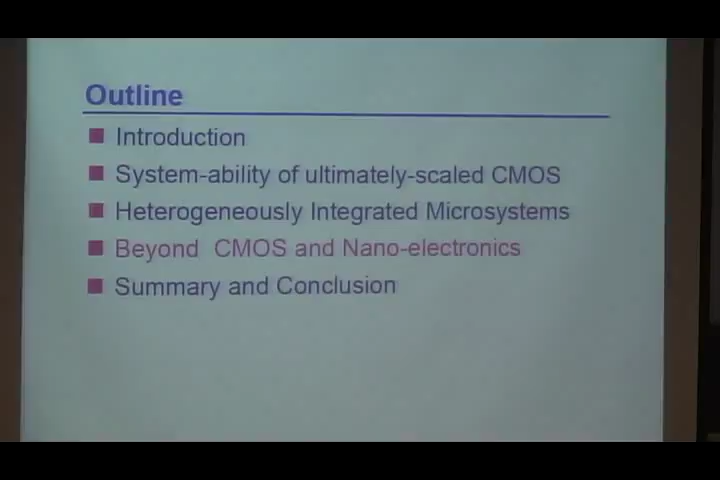 Outline
Introduction
System-ability of ultimately-scaled CMOS
Heterogeneously Integrated Microsystems
Beyond CMOS and Nano-electronics
Summary and Conclusion